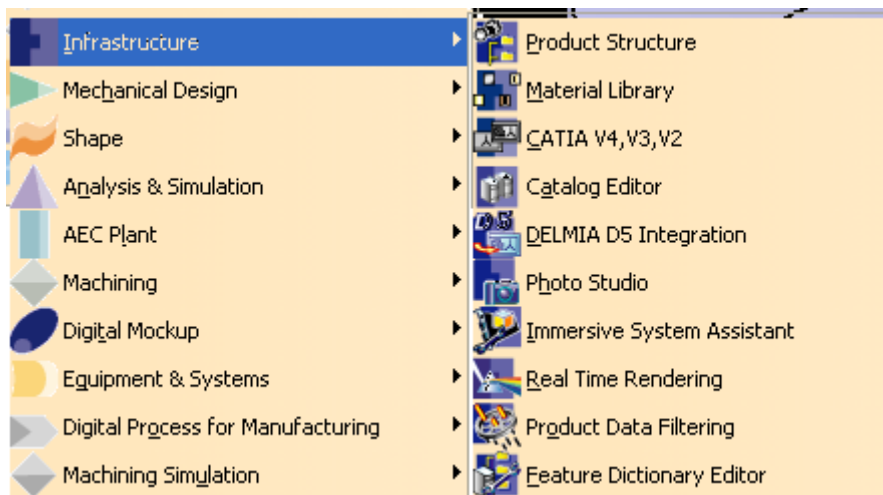 Infrastructure
Mechanical Design
Shape
Analysis & Simulation
AEC Plant
Machining
Digital Mockup
Equipment & Systems
Digital Process for Manufacturing
Machining Simulation
Product Structure
Material Library
CATIA V4,V3,V2
Catalog Editor
DELMIA D5 Integration
Photo Studio
Immersive System Assistant
Real Time Rendering
Product Data Filtering
Feature Dictionary Editor